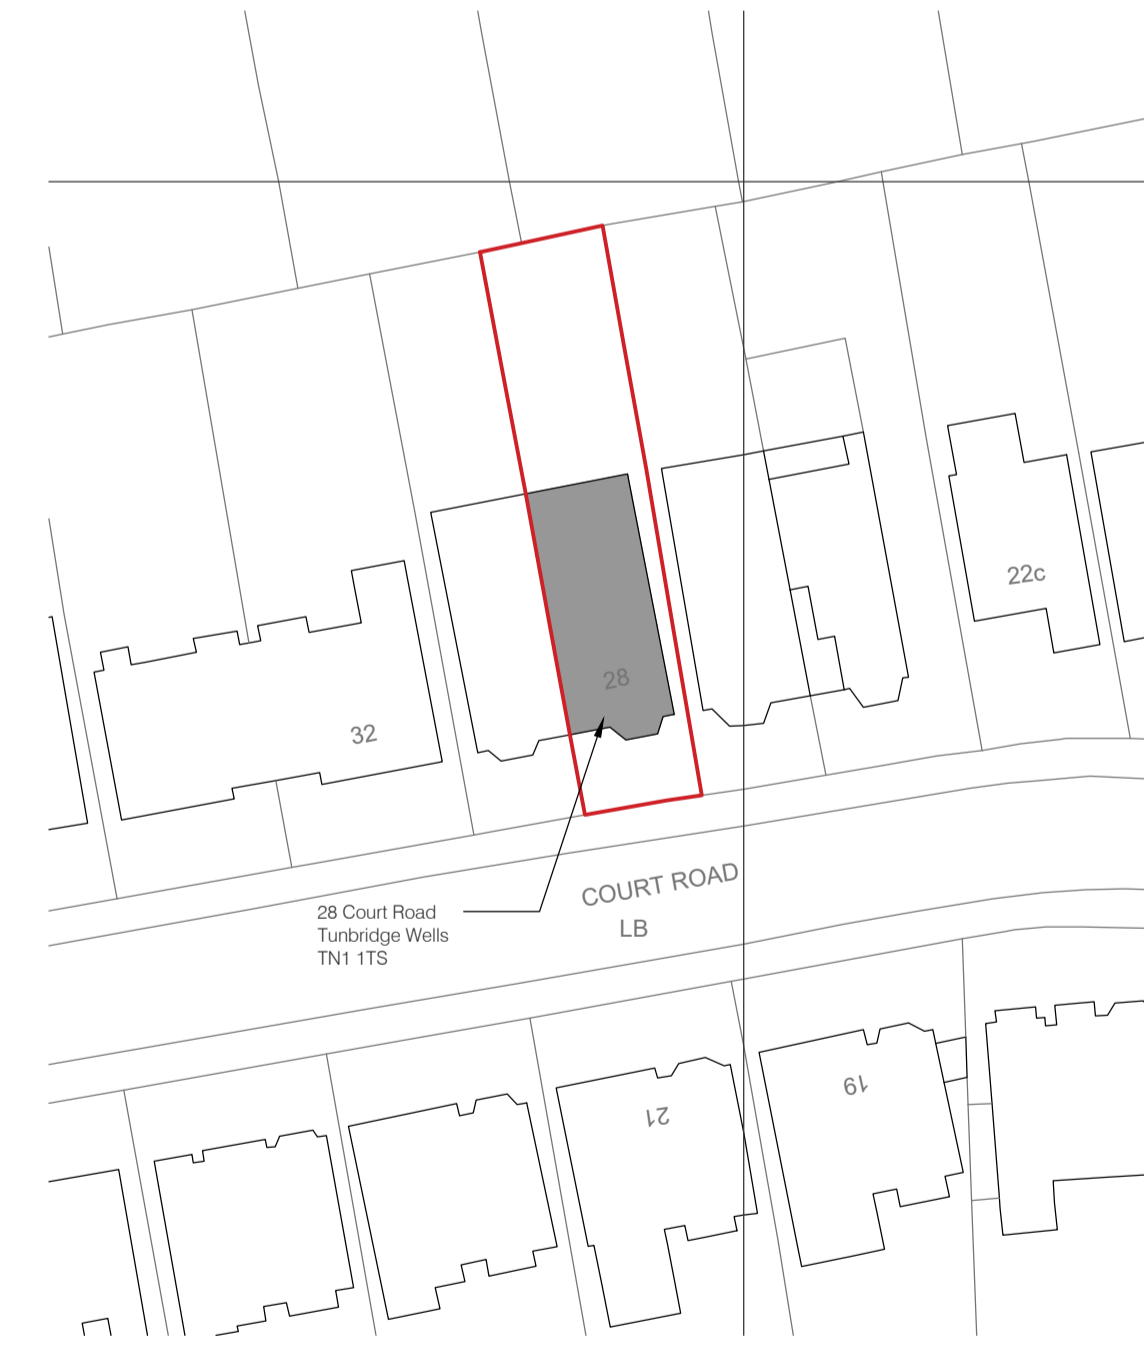 22c
28
32
COURT ROAD
LB
28 Court Road
Tunbridge Wells
TN1 1TS
19
21